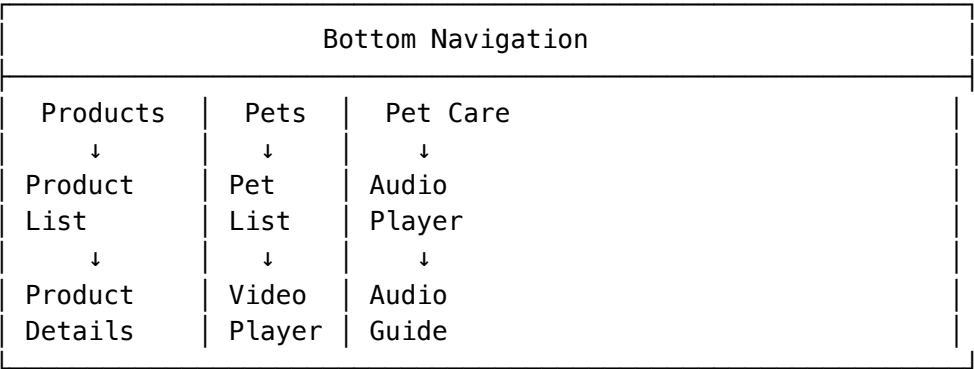 Bottom Navigation
Products │ Pets │ Pet Care
↓ │ ↓ │ ↓
Product │ Pet │ Audio
List │ List │ Player
↓ │ ↓ │ ↓
Product │ Video │ Audio
Details │ Player │ Guide